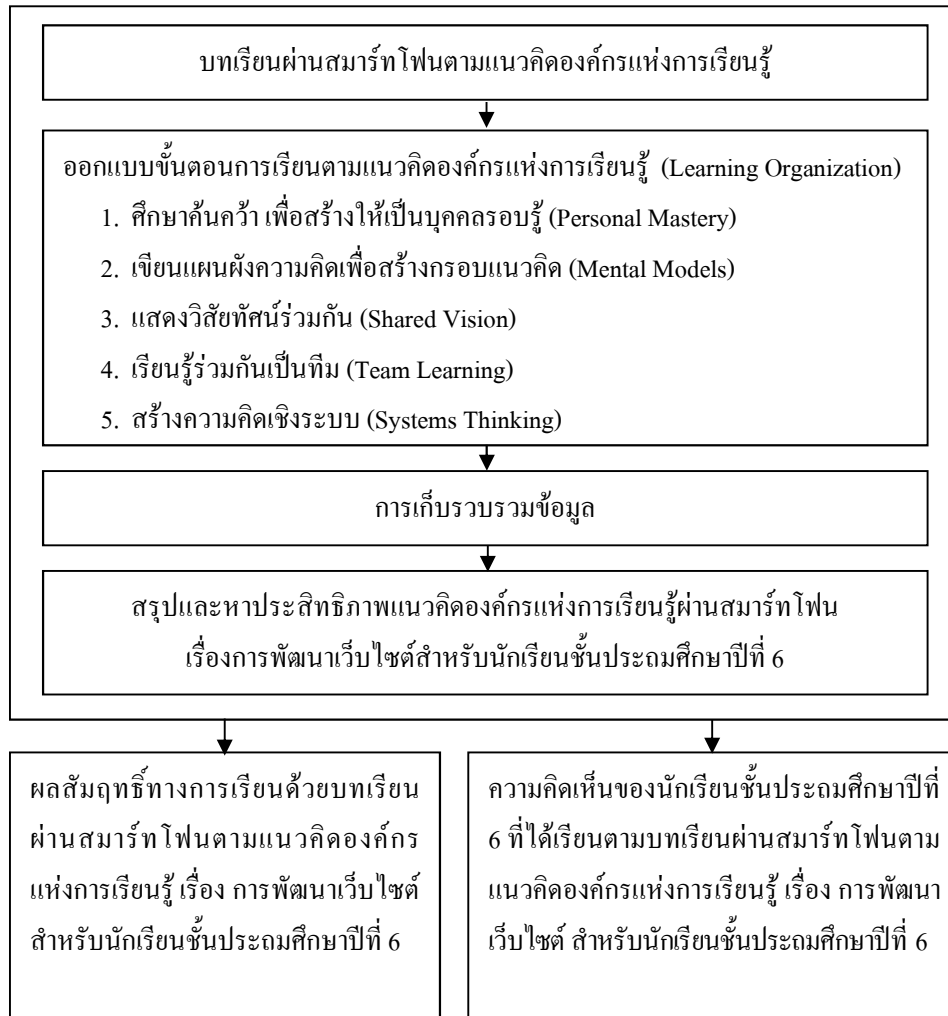 บทเรียนผ่านสมาร์ทโฟนตามแนวคิดองค์กรแห่งการเรียนรู้
ออกแบบขั้นตอนการเรียนตามแนวคิดองค์กรแห่งการเรียนรู้ (Learning Organization)
1. ศึกษาค้นคว้า เพื่อสร้างให้เป็นบุคคลรอบรู้ (Personal Mastery)
2. เขียนแผนผังความคิดเพื่อสร้างกรอบแนวคิด (Mental Models)
3. แสดงวิสัยทัศน์ร่วมกัน (Shared Vision)
4. เรียนรู้ร่วมกันเป็นทีม (Team Learning)
5. สร้างความคิดเชิงระบบ (Systems Thinking)
การเก็บรวบรวมข้อมูล
สรุปและหาประสิทธิภาพแนวคิดองค์กรแห่งการเรียนรู้ผ่านสมาร์ทโฟน
เรื่องการพัฒนาเว็บไซต์สำหรับนักเรียนชั้นประถมศึกษาปีที่ 6
ผลสัมฤทธิ์ทางการเรียนด้วยบทเรียน
ผ่านสมาร์ทโฟนตามแนวคิดองค์กร
แห่งการเรียนรู้ เรื่อง การพัฒนาเว็บไซต์
สำหรับนักเรียนชั้นประถมศึกษาปีที่ 6
ความคิดเห็นของนักเรียนชั้นประถมศึกษาปีที่
6 ที่ได้เรียนตามบทเรียนผ่านสมาร์ทโฟนตาม
แนวคิดองค์กรแห่งการเรียนรู้ เรื่อง การพัฒนา
เว็บไซต์ สำหรับนักเรียนชั้นประถมศึกษาปีที่ 6